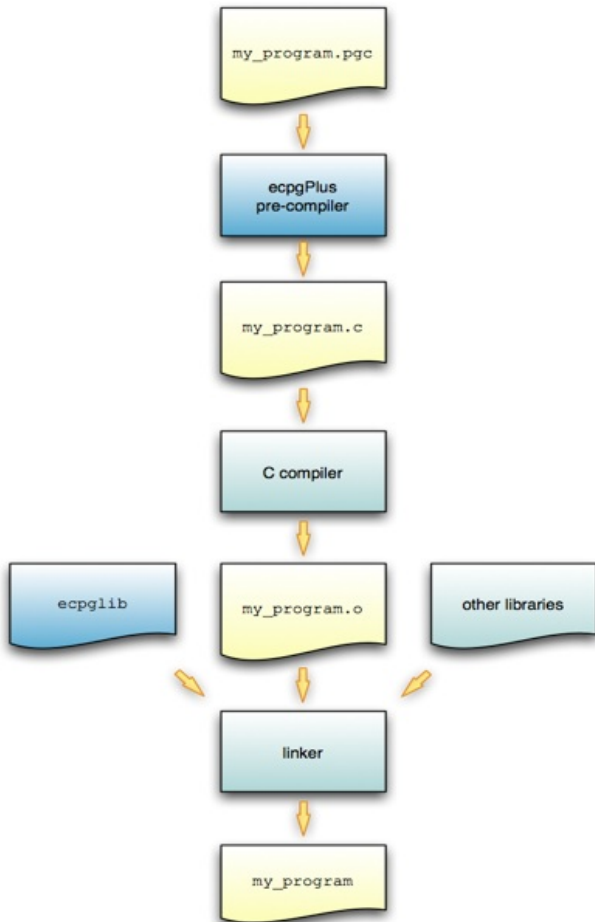 my_program.pgc
ecpgPlus
pre-compiler
my_program.c
C compiler
ecpglib
my_program.o
other libraries
linker
my_program